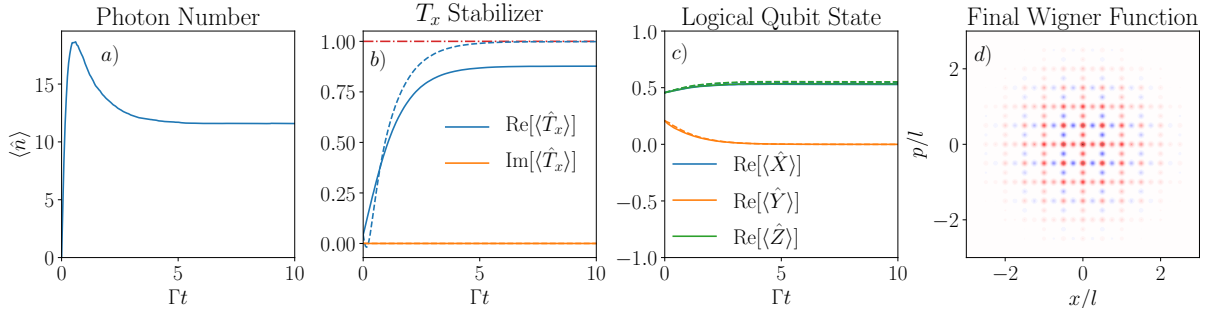 Photon Number
a)
⟨n̂⟩
15
10
5
0
0
5
10
Γt
T_x Stabilizer
b)
1.00
0.75
0.50
0.25
0.00
Re[⟨T̂_x⟩]
Im[⟨T̂_x⟩]
0
5
10
Γt
Logical Qubit State
c)
1.0
0.5
0.0
−0.5
−1.0
Re[⟨X̂⟩]
Re[⟨Ŷ⟩]
Re[⟨Ẑ⟩]
0
5
10
Γt
Final Wigner Function
d)
p/l
2
0
−2
−2
0
2
x/l